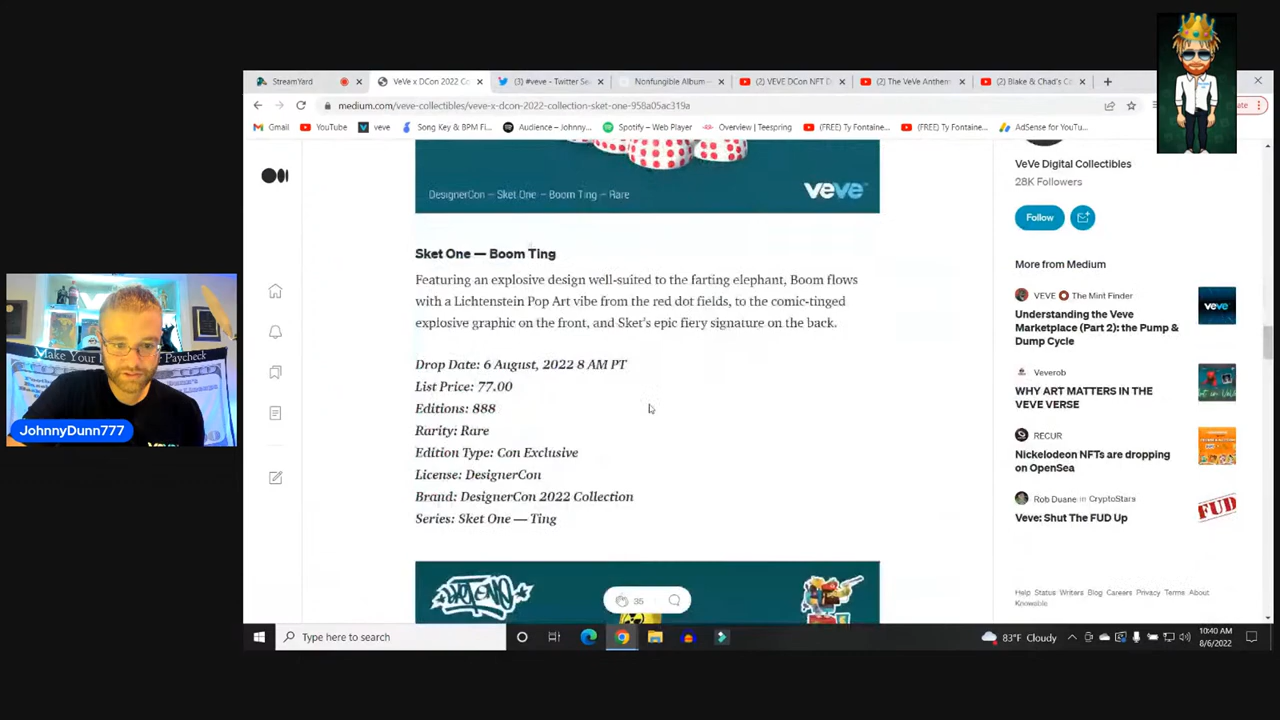 StreamYard
VeVe x DCon 2022 Co
(3) #veve - Twitter Se
Nonfungible Album –
(2) VEVE DCon NFT D
(2) The VeVe Anthem
(2) Blake & Chad's Co
medium.com/veve-collectibles/veve-x-dcon-2022-collection-sket-one-958a05ac319a
Gmail
YouTube
veve
Song Key & BPM Fi...
Audience – Johnny...
Spotify – Web Player
Overview | Teespring
(FREE) Ty Fontaine...
(FREE) Ty Fontaine...
AdSense for YouTu...
DesignerCon — Sket One — Boom Ting — Rare
veve
Sket One — Boom Ting
Featuring an explosive design well-suited to the farting elephant, Boom flows
with a Lichtenstein Pop Art vibe from the red dot fields, to the comic-tinged
explosive graphic on the front, and Sket's epic fiery signature on the back.
Drop Date: 6 August, 2022 8 AM PT
List Price: 77.00
Editions: 888
Rarity: Rare
Edition Type: Con Exclusive
License: DesignerCon
Brand: DesignerCon 2022 Collection
Series: Sket One — Ting
35
VeVe Digital Collectibles
28K Followers
Follow
More from Medium
VEVE The Mint Finder
Understanding the Veve
Marketplace (Part 2): the Pump &
Dump Cycle
veve
Veverob
WHY ART MATTERS IN THE
VEVE VERSE
RECUR
Nickelodeon NFTs are dropping
on OpenSea
Rob Duane in CryptoStars
Veve: Shut The FUD Up
FUD
Help Status Writers Blog Careers Privacy Terms About
Knowable
Make Your
Paycheck
JohnnyDunn777
Type here to search
83°F Cloudy
10:40 AM
8/6/2022